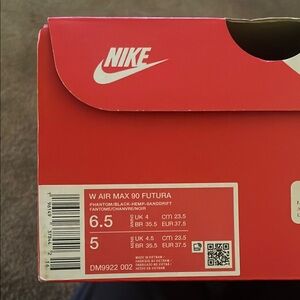 NIKE
W AIR MAX 90 FUTURA
PHANTOM/BLACK-HEMP-SANDDRIFT
FANTOME/CHANVRE/NOIR
6.5 UK 4 cm 23.5
BR 35.5 EUR 37.5
5 UK 4.5 cm 23.5
BR 35.5 EUR 37.5
DM9922 002
MADE IN VIETNAM